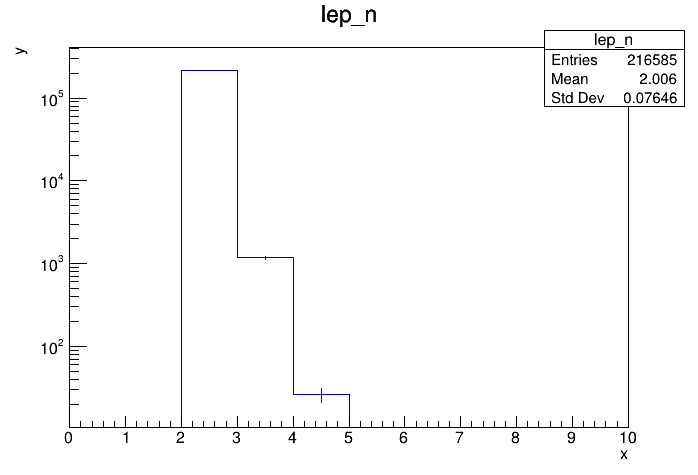 lep_n
y
lep_n
Entries 216585
Mean 2.006
Std Dev 0.07646
10^5
10^4
10^3
10^2
0 1 2 3 4 5 6 7 8 9 10
x